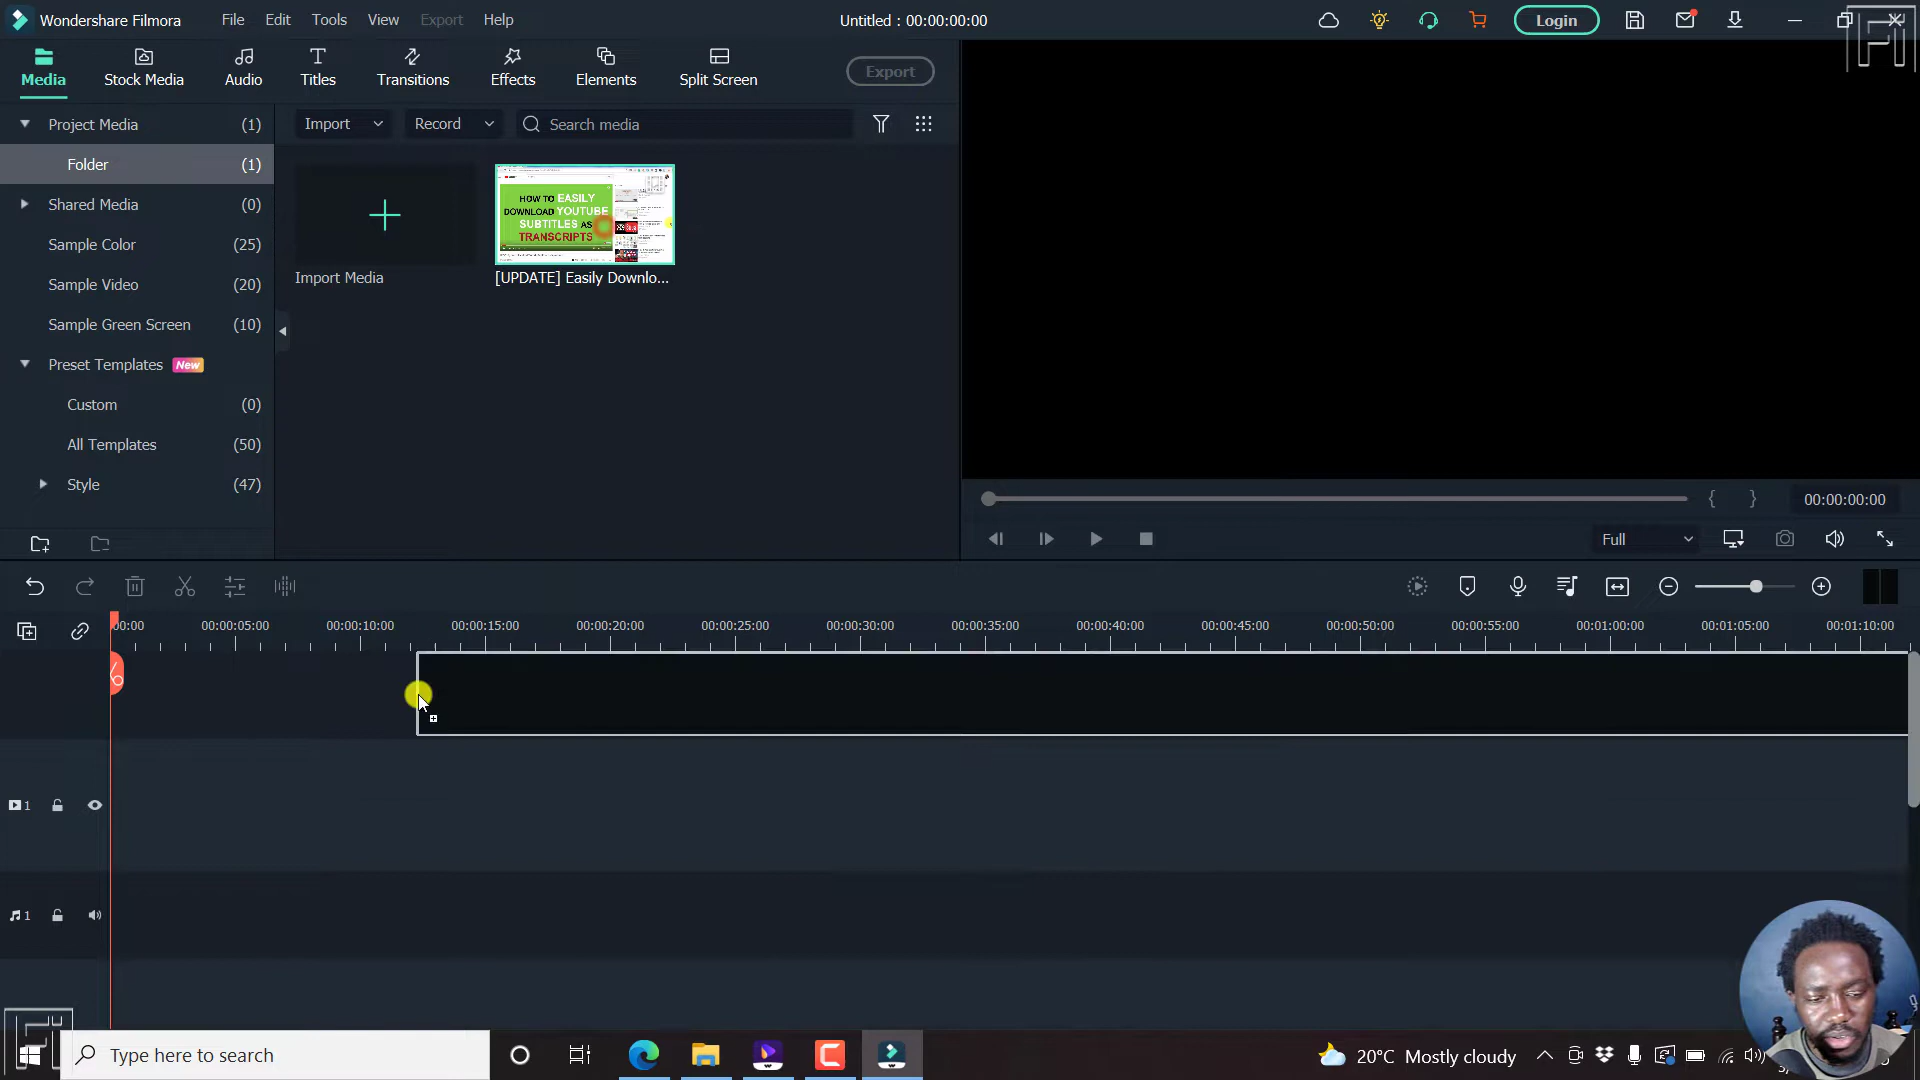 Wondershare Filmora File Edit Tools View Export Help Untitled : 00:00:00:00 Login
Media Stock Media Audio Titles Transitions Effects Elements Split Screen Export
Project Media (1) Import Record Search media
Folder (1)
Shared Media (0)
Sample Color (25)
Sample Video (20)
Sample Green Screen (10)
Preset Templates New
Custom (0)
All Templates (50)
Style (47)
HOW TO EASILY
DOWNLOAD YOUTUBE
SUBTITLES AS
TRANSCRIPTS
Import Media [UPDATE] Easily Downlo...
00:00:00:00
Full
:00:00 00:00:05:00 00:00:10:00 00:00:15:00 00:00:20:00 00:00:25:00 00:00:30:00 00:00:35:00 00:00:40:00 00:00:45:00 00:00:50:00 00:00:55:00 00:01:00:00 00:01:05:00 00:01:10:00
1
1
Type here to search 20°C Mostly cloudy